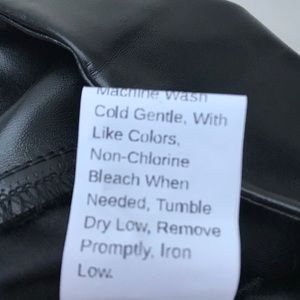 Machine Wash
Cold Gentle, With
Like Colors,
Non-Chlorine
Bleach When
Needed, Tumble
Dry Low, Remove
Promptly, Iron
Low.